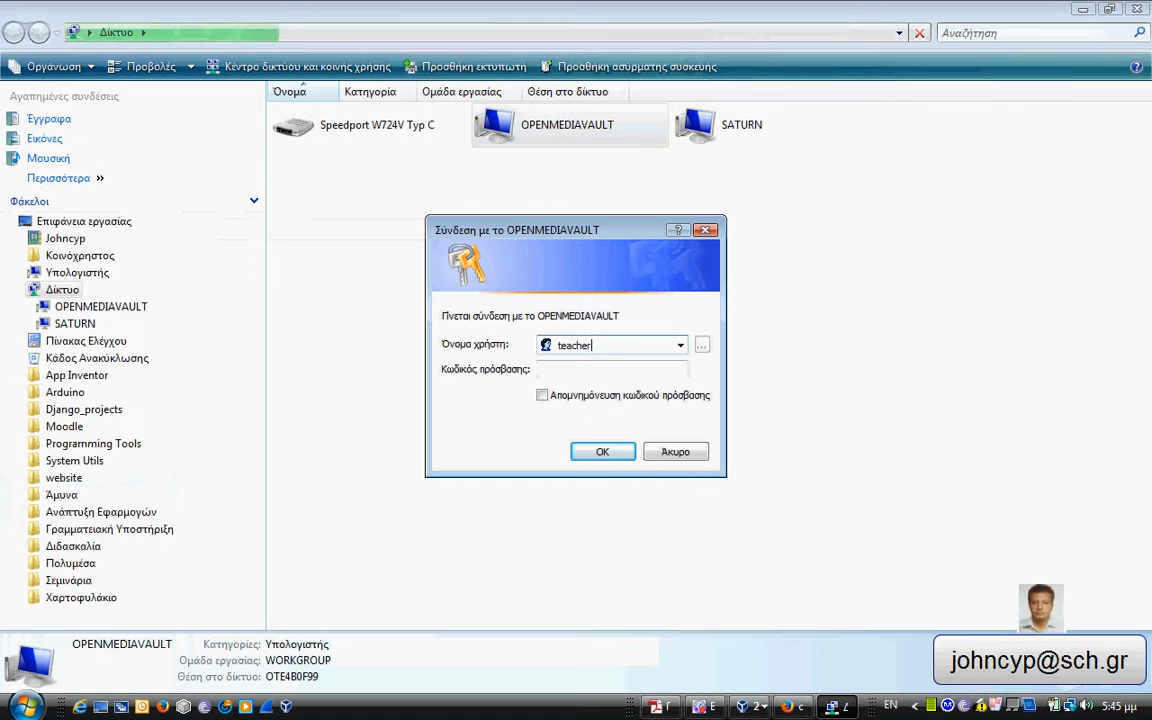 Δίκτυο
Αναζήτηση
Οργάνωση
Προβολές
Κέντρο δικτύου και κοινής χρήσης
Προσθήκη εκτυπωτή
Προσθήκη ασύρματης συσκευής
Αγαπημένες συνδέσεις
Όνομα
Κατηγορία
Ομάδα εργασίας
Θέση στο δίκτυο
Έγγραφα
Εικόνες
Μουσική
Περισσότερα »
Speedport W724V Typ C
OPENMEDIAVAULT
SATURN
Φάκελοι
Επιφάνεια εργασίας
Johncyp
Κοινόχρηστος
Υπολογιστής
Δίκτυο
OPENMEDIAVAULT
SATURN
Πίνακας Ελέγχου
Κάδος Ανακύκλωσης
App Inventor
Arduino
Django_projects
Moodle
Programming Tools
System Utils
website
Άμυνα
Ανάπτυξη Εφαρμογών
Γραμματειακή Υποστήριξη
Διδασκαλία
Πολυμέσα
Σεμινάρια
Χαρτοφυλάκιο
Σύνδεση με το OPENMEDIAVAULT
Γίνεται σύνδεση με το OPENMEDIAVAULT
Όνομα χρήστη:
teacher
...
Κωδικός πρόσβασης:
Απομνημόνευση κωδικού πρόσβασης
OK
Άκυρο
OPENMEDIAVAULT
Κατηγορίες: Υπολογιστής
Ομάδα εργασίας: WORKGROUP
Θέση στο δίκτυο: OTE4B0F99
johncyp@sch.gr
Γ
E
2
c
EN
5:45 μμ